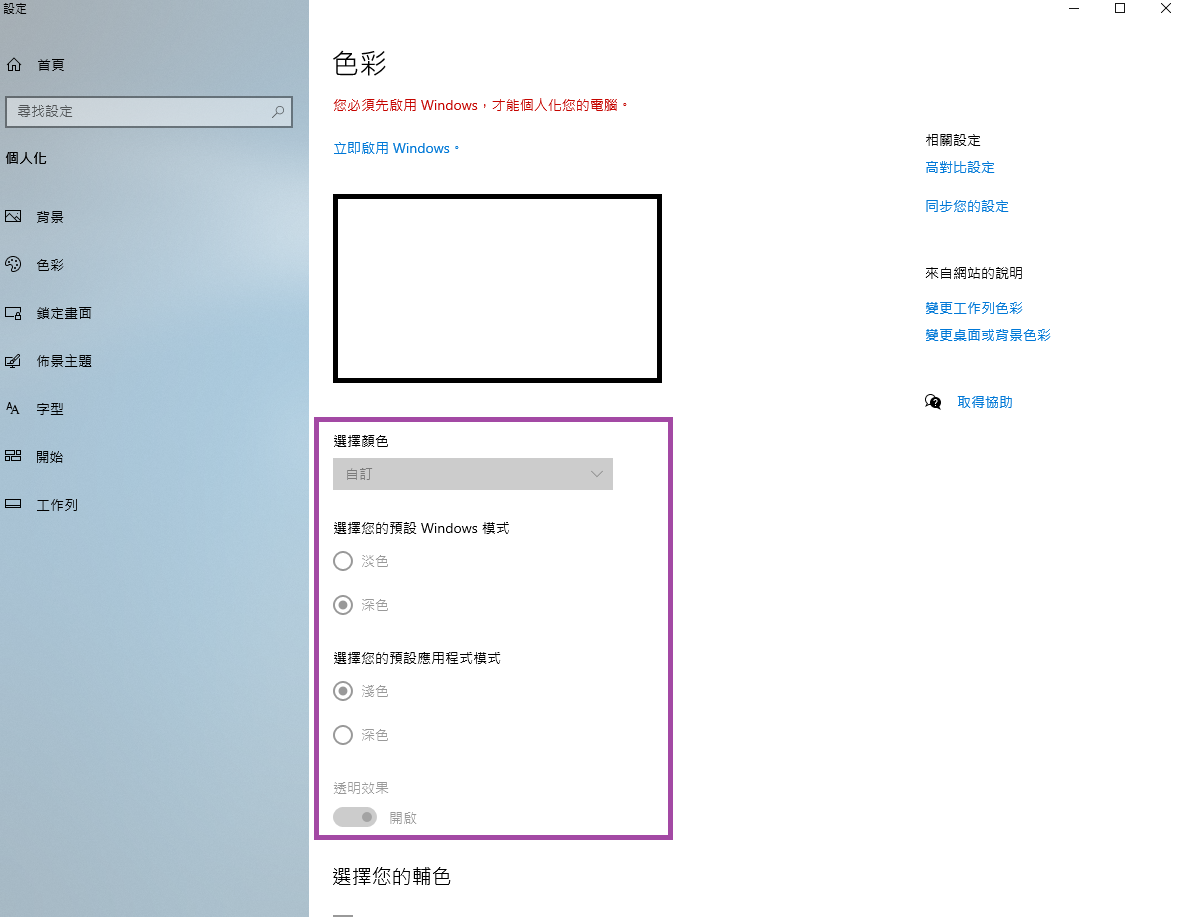 設定
首頁
尋找設定
個人化
背景
色彩
鎖定畫面
佈景主題
字型
開始
工作列
色彩
您必須先啟用 Windows，才能個人化您的電腦。
立即啟用 Windows。
選擇顏色
自訂
選擇您的預設 Windows 模式
淡色
深色
選擇您的預設應用程式模式
淺色
深色
透明效果
開啟
選擇您的輔色
相關設定
高對比設定
同步您的設定
來自網站的說明
變更工作列色彩
變更桌面或背景色彩
取得協助